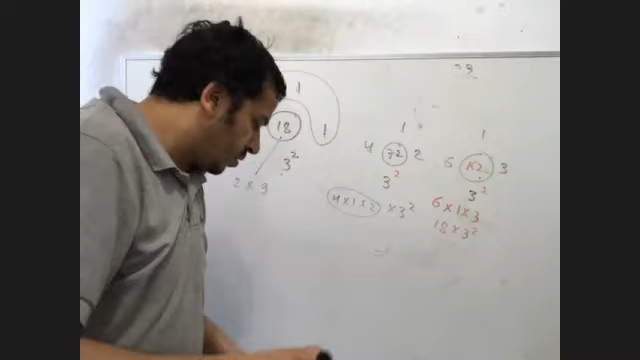 1
18 1
3²
2 × 9
1
4 72 2
3²
4 × 1 × 2 × 3²
1
6 3
3²
6 × 1 × 3
18 × 3²